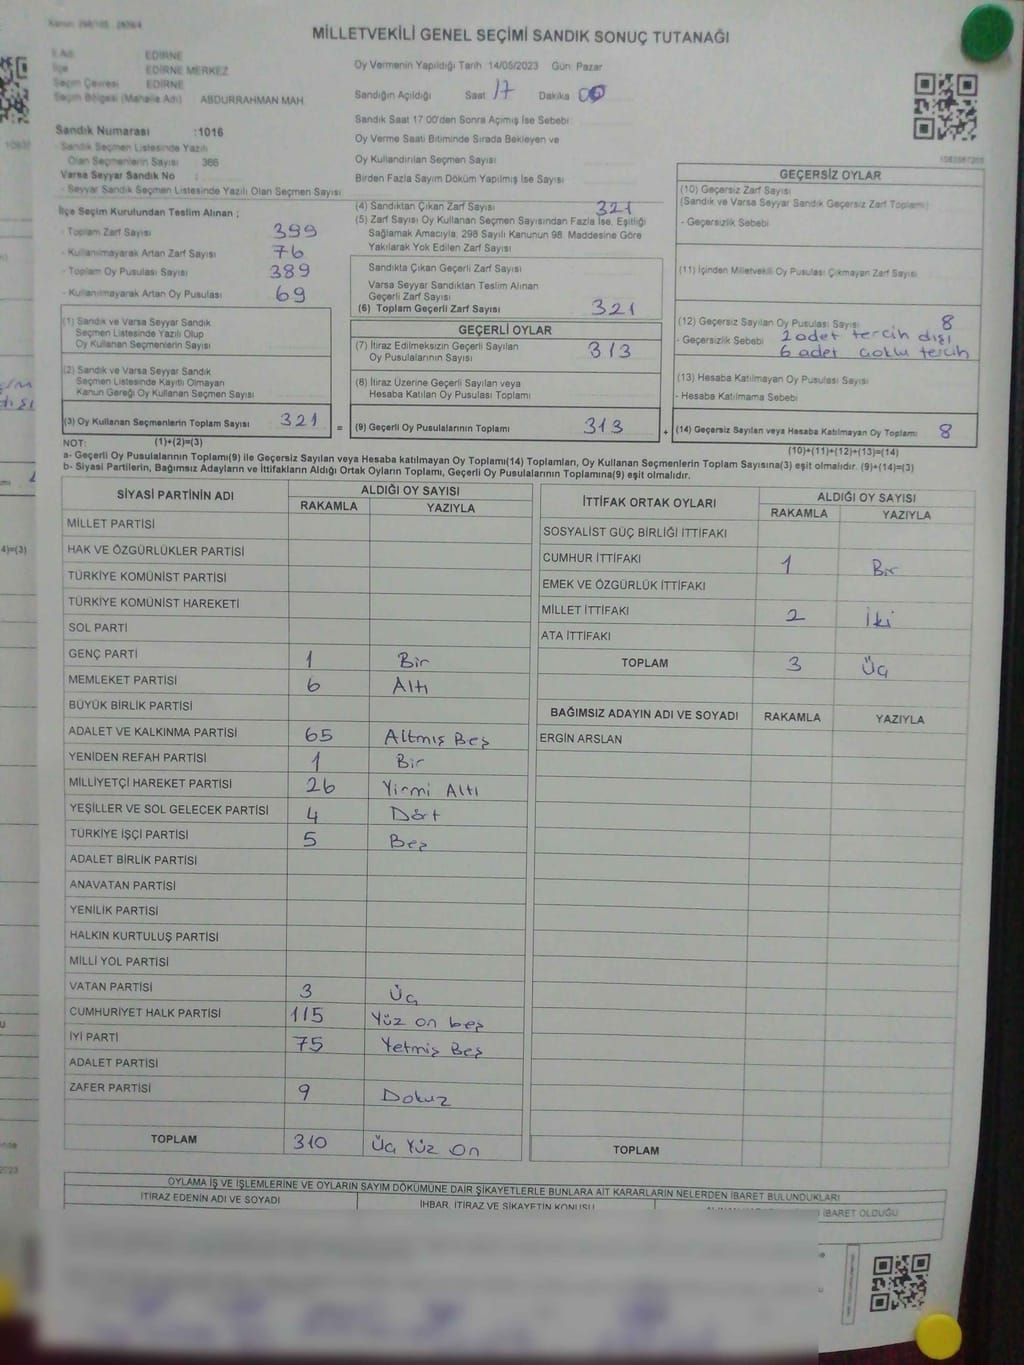 MİLLETVEKİLİ GENEL SEÇİMİ SANDIK SONUÇ TUTANAĞI
İl Adı EDİRNE
İlçe EDİRNE MERKEZ
Seçim Çevresi EDİRNE
Seçim Bölgesi (Mahalle Adı) ABDURRAHMAN MAH.
Oy Vermenin Yapıldığı Tarih 14/05/2023 Gün: Pazar
Sandığın Açıldığı Saat 17 Dakika 00
Sandık Saat 17.00'den Sonra Açımış İse Sebebi
Oy Verme Saati Bitiminde Sırada Bekleyen ve
Oy Kullandırılan Seçmen Sayısı
Birden Fazla Sayım Döküm Yapılmış İse Sayısı
Sandık Numarası :1016
- Sandık Seçmen Listesinde Yazılı
Olan Seçmenlerin Sayısı : 366
Varsa Seyyar Sandık No :
- Seyyar Sandık Seçmen Listesinde Yazılı Olan Seçmen Sayısı
İlçe Seçim Kurulundan Teslim Alınan ;
- Toplam Zarf Sayısı 399
- Kullanılmayarak Artan Zarf Sayısı 76
- Toplam Oy Pusulası Sayısı 389
- Kullanılmayarak Artan Oy Pusulası 69
(1) Sandık ve Varsa Seyyar Sandık
Seçmen Listesinde Yazılı Olup
Oy Kullanan Seçmenlerin Sayısı
(2) Sandık ve Varsa Seyyar Sandık
Seçmen Listesinde Kayıtlı Olmayan
Kanun Gereği Oy Kullanan Seçmen Sayısı
(3) Oy Kullanan Seçmenlerin Toplam Sayısı 321
(4) Sandıktan Çıkan Zarf Sayısı 321
(5) Zarf Sayısı Oy Kullanan Seçmen Sayısından Fazla İse, Eşitliği
Sağlamak Amacıyla; 298 Sayılı Kanunun 98. Maddesine Göre
Yakılarak Yok Edilen Zarf Sayısı
Sandıkta Çıkan Geçerli Zarf Sayısı
Varsa Seyyar Sandıktan Teslim Alınan
Geçerli Zarf Sayısı
(6) Toplam Geçerli Zarf Sayısı 321
GEÇERLİ OYLAR
(7) İtiraz Edilmeksizin Geçerli Sayılan
Oy Pusulalarının Sayısı 313
(8) İtiraz Üzerine Geçerli Sayılan veya
Hesaba Katılan Oy Pusulası Toplamı
= (9) Geçerli Oy Pusulalarının Toplamı 313
GEÇERSİZ OYLAR
(10) Geçersiz Zarf Sayısı
(Sandık ve Varsa Seyyar Sandık Geçersiz Zarf Toplamı)
- Geçersizlik Sebebi
(11) İçinden Milletvekili Oy Pusulası Çıkmayan Zarf Sayısı
(12) Geçersiz Sayılan Oy Pusulası Sayısı 8
- Geçersizlik Sebebi 2 adet tercih dışı
6 adet çoklu tercih
(13) Hesaba Katılmayan Oy Pusulası Sayısı
- Hesaba Katılmama Sebebi
+ (14) Geçersiz Sayılan veya Hesaba Katılmayan Oy Toplamı 8
NOT: (1)+(2)=(3)
(10)+(11)+(12)+(13)=(14)
a- Geçerli Oy Pusulalarının Toplamı(9) ile Geçersiz Sayılan veya Hesaba katılmayan Oy Toplamı(14) Toplamları, Oy Kullanan Seçmenlerin Toplam Sayısına(3) eşit olmalıdır. (9)+(14)=(3)
b- Siyasi Partilerin, Bağımsız Adayların ve İttifakların Aldığı Ortak Oyların Toplamı, Geçerli Oy Pusulalarının Toplamına(9) eşit olmalıdır.
SİYASİ PARTİNİN ADI ALDIĞI OY SAYISI
RAKAMLA YAZIYLA
MİLLET PARTİSİ
HAK VE ÖZGÜRLÜKLER PARTİSİ
TÜRKİYE KOMÜNİST PARTİSİ
TÜRKİYE KOMÜNİST HAREKETİ
SOL PARTİ
GENÇ PARTİ 1 Bir
MEMLEKET PARTİSİ 6 Altı
BÜYÜK BİRLİK PARTİSİ
ADALET VE KALKINMA PARTİSİ 65 Altmış Beş
YENİDEN REFAH PARTİSİ 1 Bir
MİLLİYETÇİ HAREKET PARTİSİ 26 Yirmi Altı
YEŞİLLER VE SOL GELECEK PARTİSİ 4 Dört
TÜRKİYE İŞÇİ PARTİSİ 5 Beş
ADALET BİRLİK PARTİSİ
ANAVATAN PARTİSİ
YENİLİK PARTİSİ
HALKIN KURTULUŞ PARTİSİ
MİLLİ YOL PARTİSİ
VATAN PARTİSİ 3 Üç
CUMHURİYET HALK PARTİSİ 115 Yüz on beş
İYİ PARTİ 75 Yetmiş Beş
ADALET PARTİSİ
ZAFER PARTİSİ 9 Dokuz
TOPLAM 310 Üç Yüz On
İTTİFAK ORTAK OYLARI ALDIĞI OY SAYISI
RAKAMLA YAZIYLA
SOSYALİST GÜÇ BİRLİĞİ İTTİFAKI
CUMHUR İTTİFAKI 1 Bir
EMEK VE ÖZGÜRLÜK İTTİFAKI
MİLLET İTTİFAKI 2 İki
ATA İTTİFAKI
TOPLAM 3 Üç
BAĞIMSIZ ADAYIN ADI VE SOYADI RAKAMLA YAZIYLA
ERGİN ARSLAN
TOPLAM
OYLAMA İŞ VE İŞLEMLERİNE VE OYLARIN SAYIM DÖKÜMÜNE DAİR ŞİKAYETLERLE BUNLARA AİT KARARLARIN NELERDEN İBARET BULUNDUKLARI
İTİRAZ EDENİN ADI VE SOYADI İHBAR, İTİRAZ VE ŞİKAYETİN KONUSU İBARET OLDUĞU